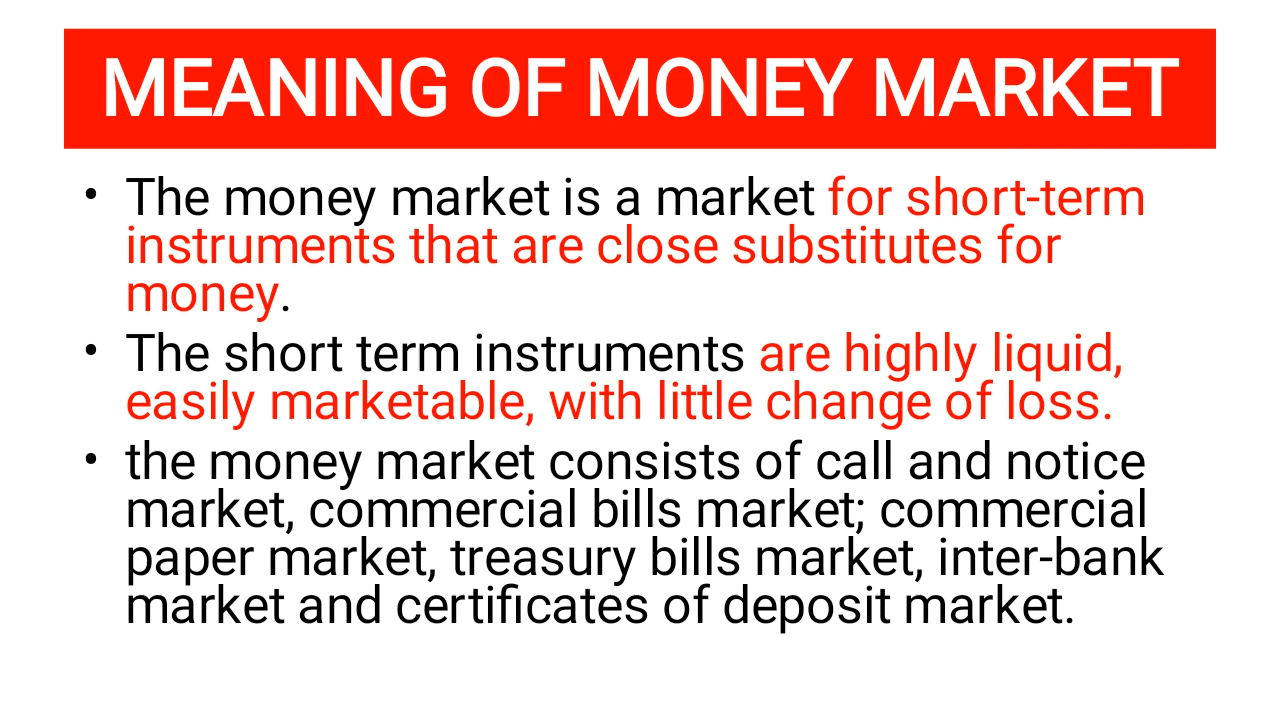 MEANING OF MONEY MARKET
• The money market is a market for short-term
instruments that are close substitutes for
money.
• The short term instruments are highly liquid,
easily marketable, with little change of loss.
• the money market consists of call and notice
market, commercial bills market; commercial
paper market, treasury bills market, inter-bank
market and certificates of deposit market.